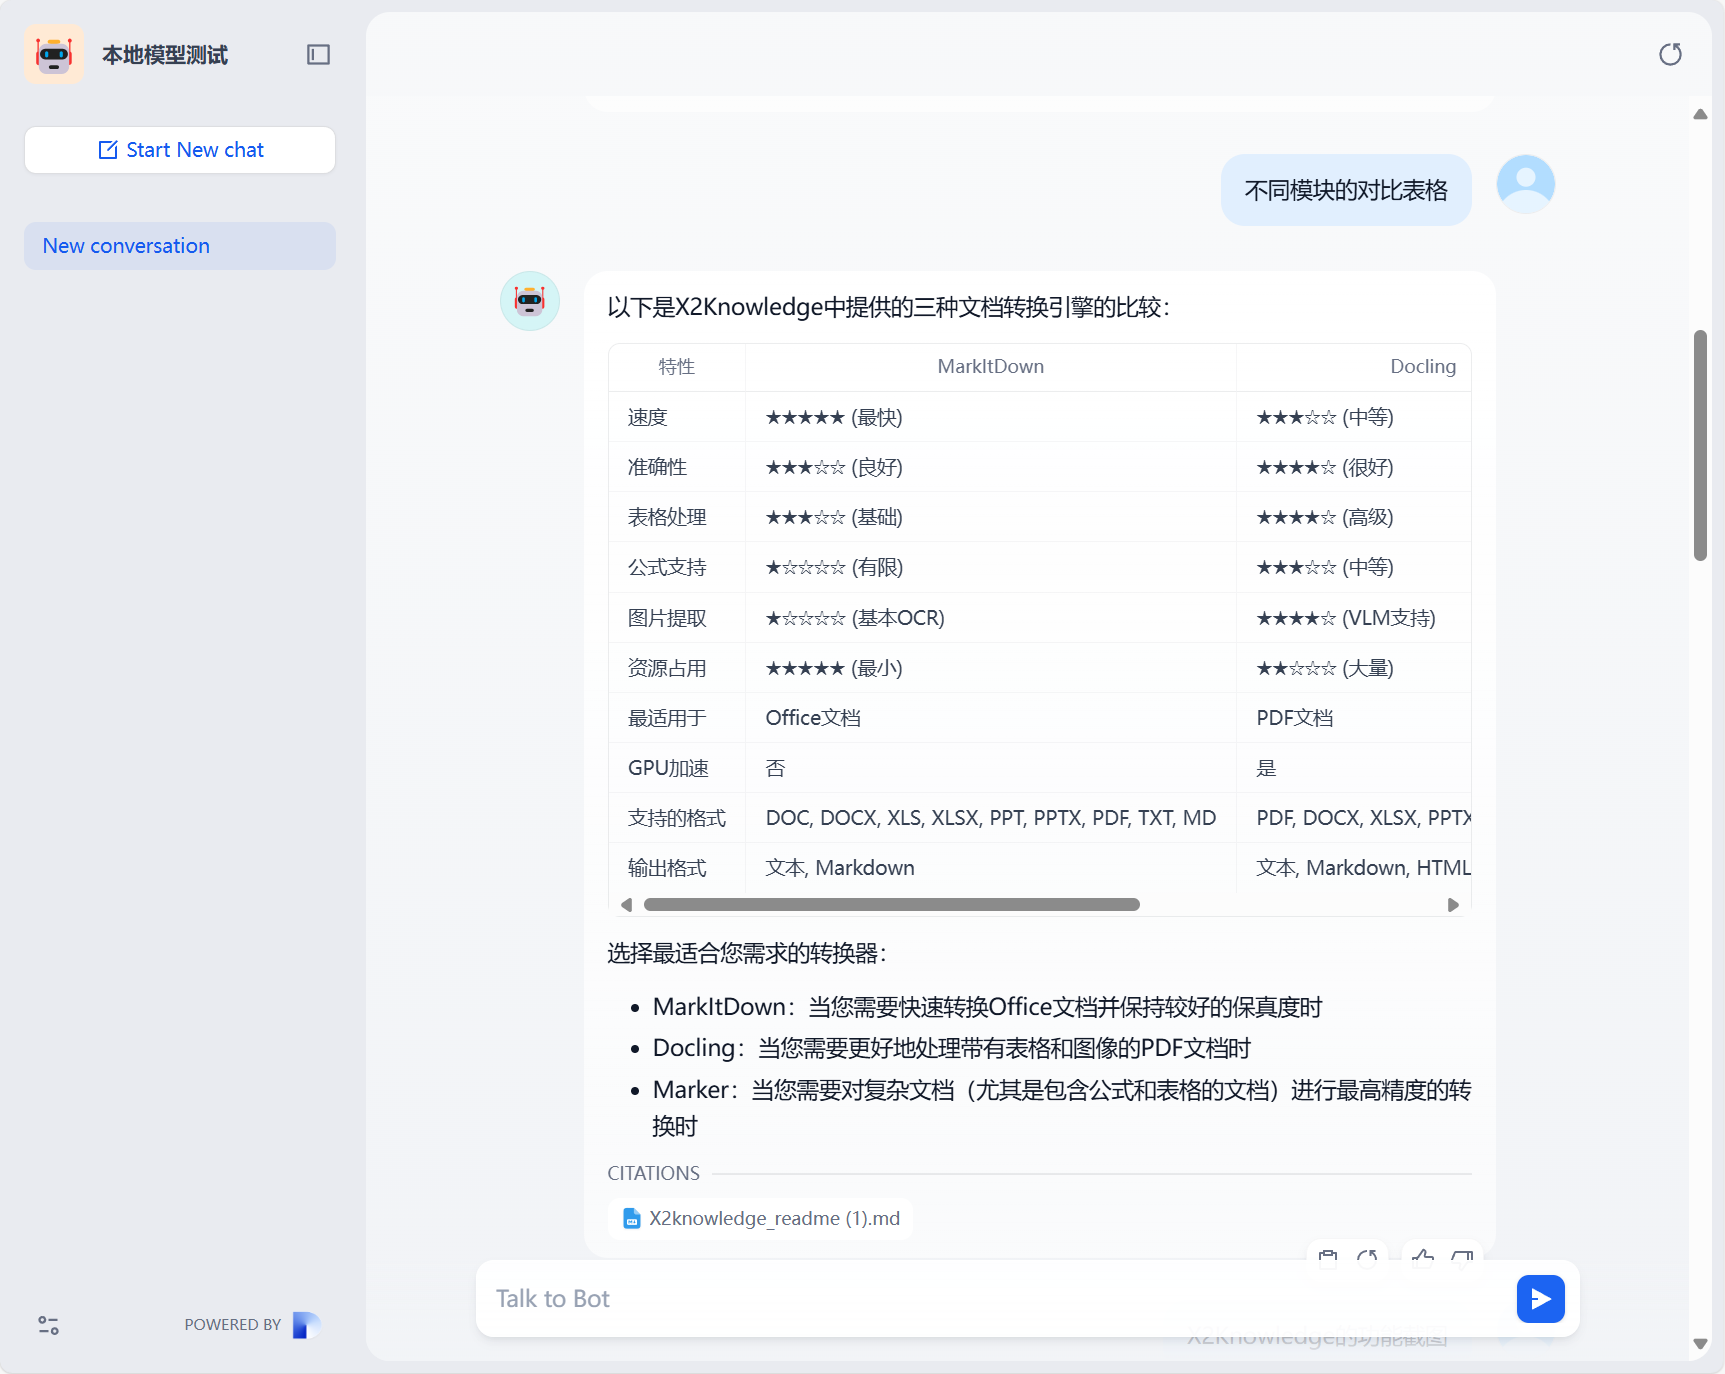 本地模型测试
Start New chat
New conversation
不同模块的对比表格
以下是X2Knowledge中提供的三种文档转换引擎的比较：
特性 MarkItDown Docling
速度 ★★★★★ (最快) ★★★☆☆ (中等)
准确性 ★★★☆☆ (良好) ★★★★☆ (很好)
表格处理 ★★★☆☆ (基础) ★★★★☆ (高级)
公式支持 ★☆☆☆☆ (有限) ★★★☆☆ (中等)
图片提取 ★☆☆☆☆ (基本OCR) ★★★★☆ (VLM支持)
资源占用 ★★★★★ (最小) ★★☆☆☆ (大量)
最适用于 Office文档 PDF文档
GPU加速 否 是
支持的格式 DOC, DOCX, XLS, XLSX, PPT, PPTX, PDF, TXT, MD PDF, DOCX, XLSX, PPTX
输出格式 文本, Markdown 文本, Markdown, HTML
选择最适合您需求的转换器：
• MarkItDown：当您需要快速转换Office文档并保持较好的保真度时
• Docling：当您需要更好地处理带有表格和图像的PDF文档时
• Marker：当您需要对复杂文档（尤其是包含公式和表格的文档）进行最高精度的转
换时
CITATIONS
X2knowledge_readme (1).md
Talk to Bot
X2Knowledge的功能截图
POWERED BY